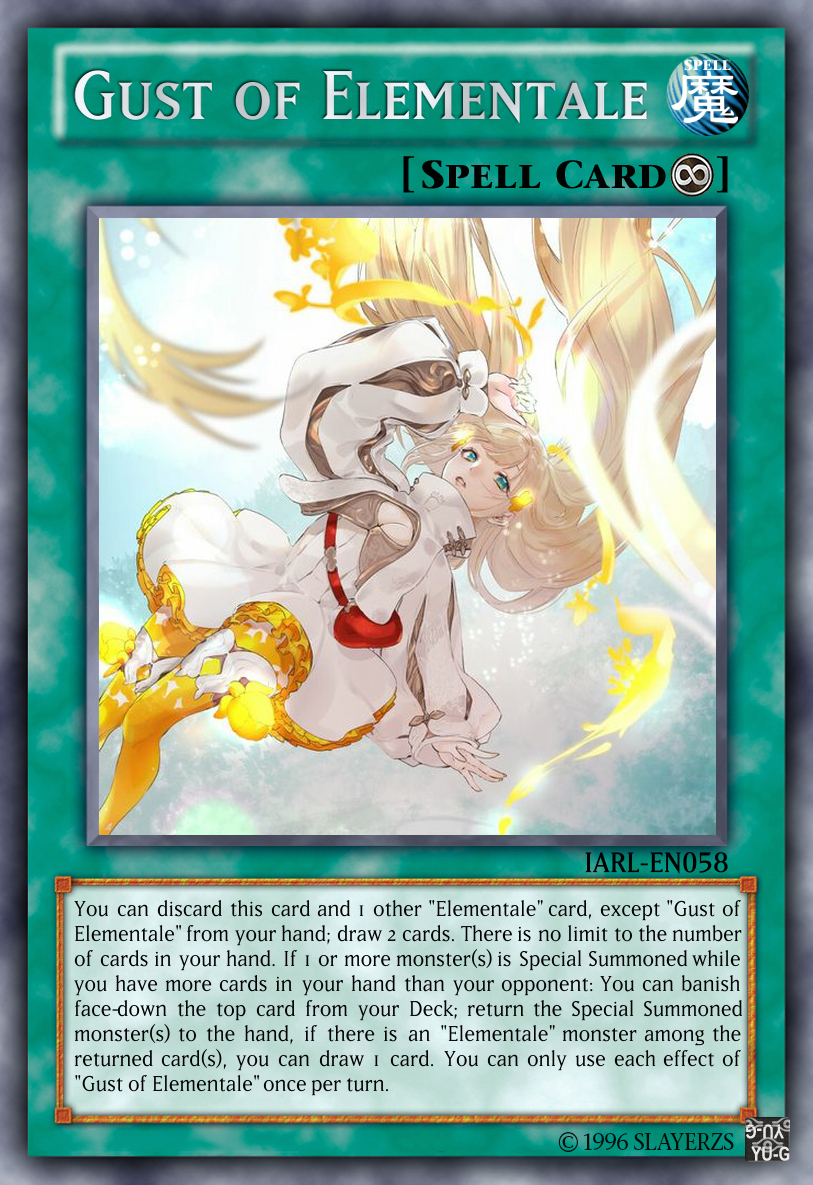 GUST OF ELEMENTALE
SPELL
魔
[SPELL CARD∞]
IARL-EN058
You can discard this card and 1 other "Elementale" card, except "Gust of
Elementale" from your hand; draw 2 cards. There is no limit to the number
of cards in your hand. If 1 or more monster(s) is Special Summoned while
you have more cards in your hand than your opponent: You can banish
face-down the top card from your Deck; return the Special Summoned
monster(s) to the hand, if there is an "Elementale" monster among the
returned card(s), you can draw 1 card. You can only use each effect of
"Gust of Elementale" once per turn.
© 1996 SLAYERZS
YU-G
YU-G